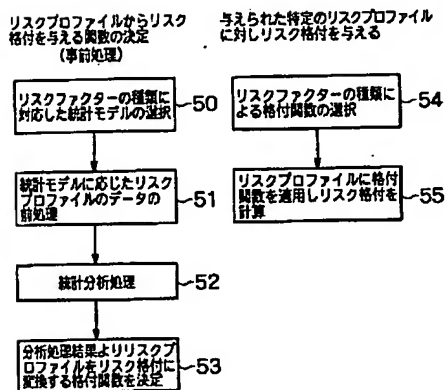 リスクプロファイルからリスク
格付を与える関数の決定
(事前処理)
リスクファクターの種類に
対応した統計モデルの選択
50
統計モデルに応じたリスク
プロファイルのデータの
前処理
51
統計分析処理
52
分析処理結果よりリスクプ
ロファイルをリスク格付に
変換する格付関数を決定
53
与えられた特定のリスクプロファイル
に対しリスク格付を与える
リスクファクターの種類に
よる格付関数の選択
54
リスクプロファイルに格付
関数を適用しリスク格付を
計算
55